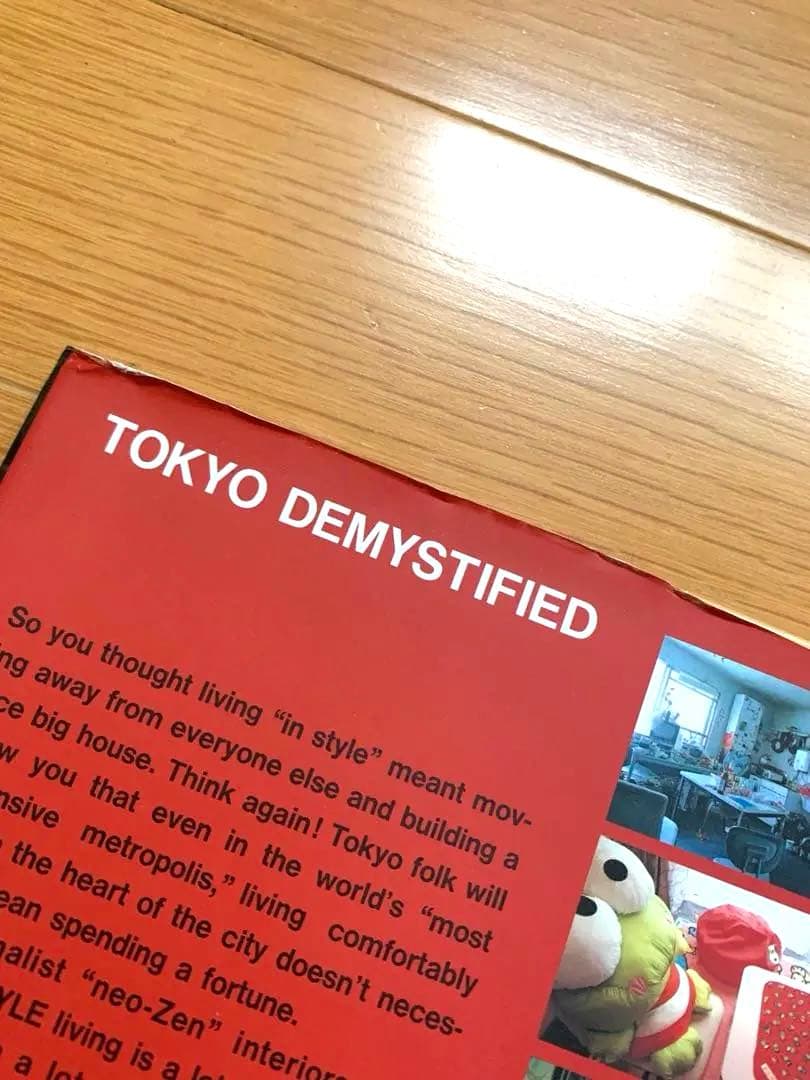 TOKYO DEMYSTIFIED
So you thought living “in style” meant mov-
ing away from everyone else and building a
big house. Think again! Tokyo folk will
you that even in the world’s “most
metropolis,” living comfortably
the heart of the city doesn’t neces-
spending a fortune.
“neo-Zen” interiors
living is a
a lot